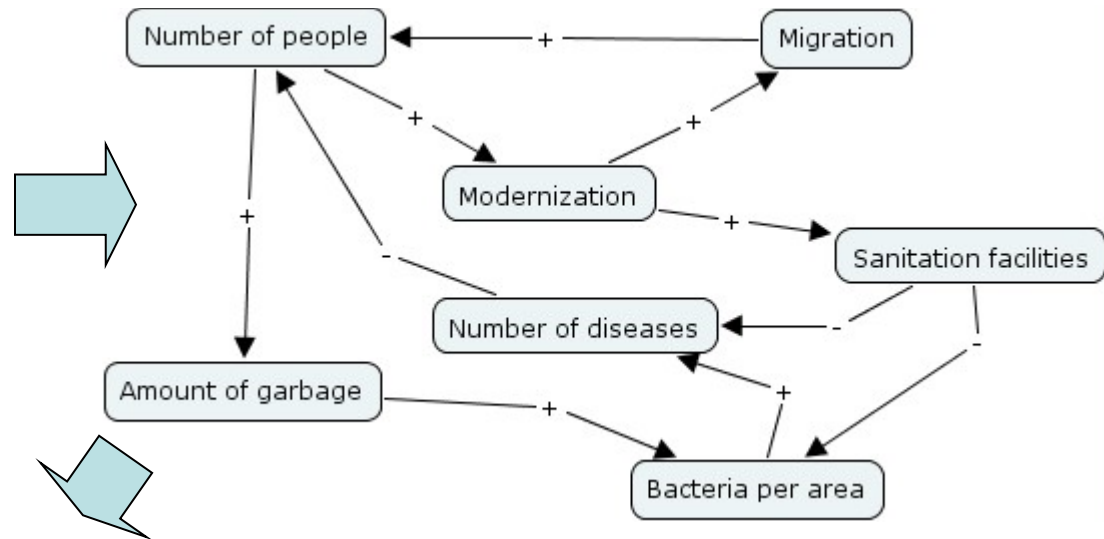 Number of people
+
Migration
+
+
Modernization
+
+
Sanitation facilities
-
Number of diseases
-
-
Amount of garbage
+
+
Bacteria per area